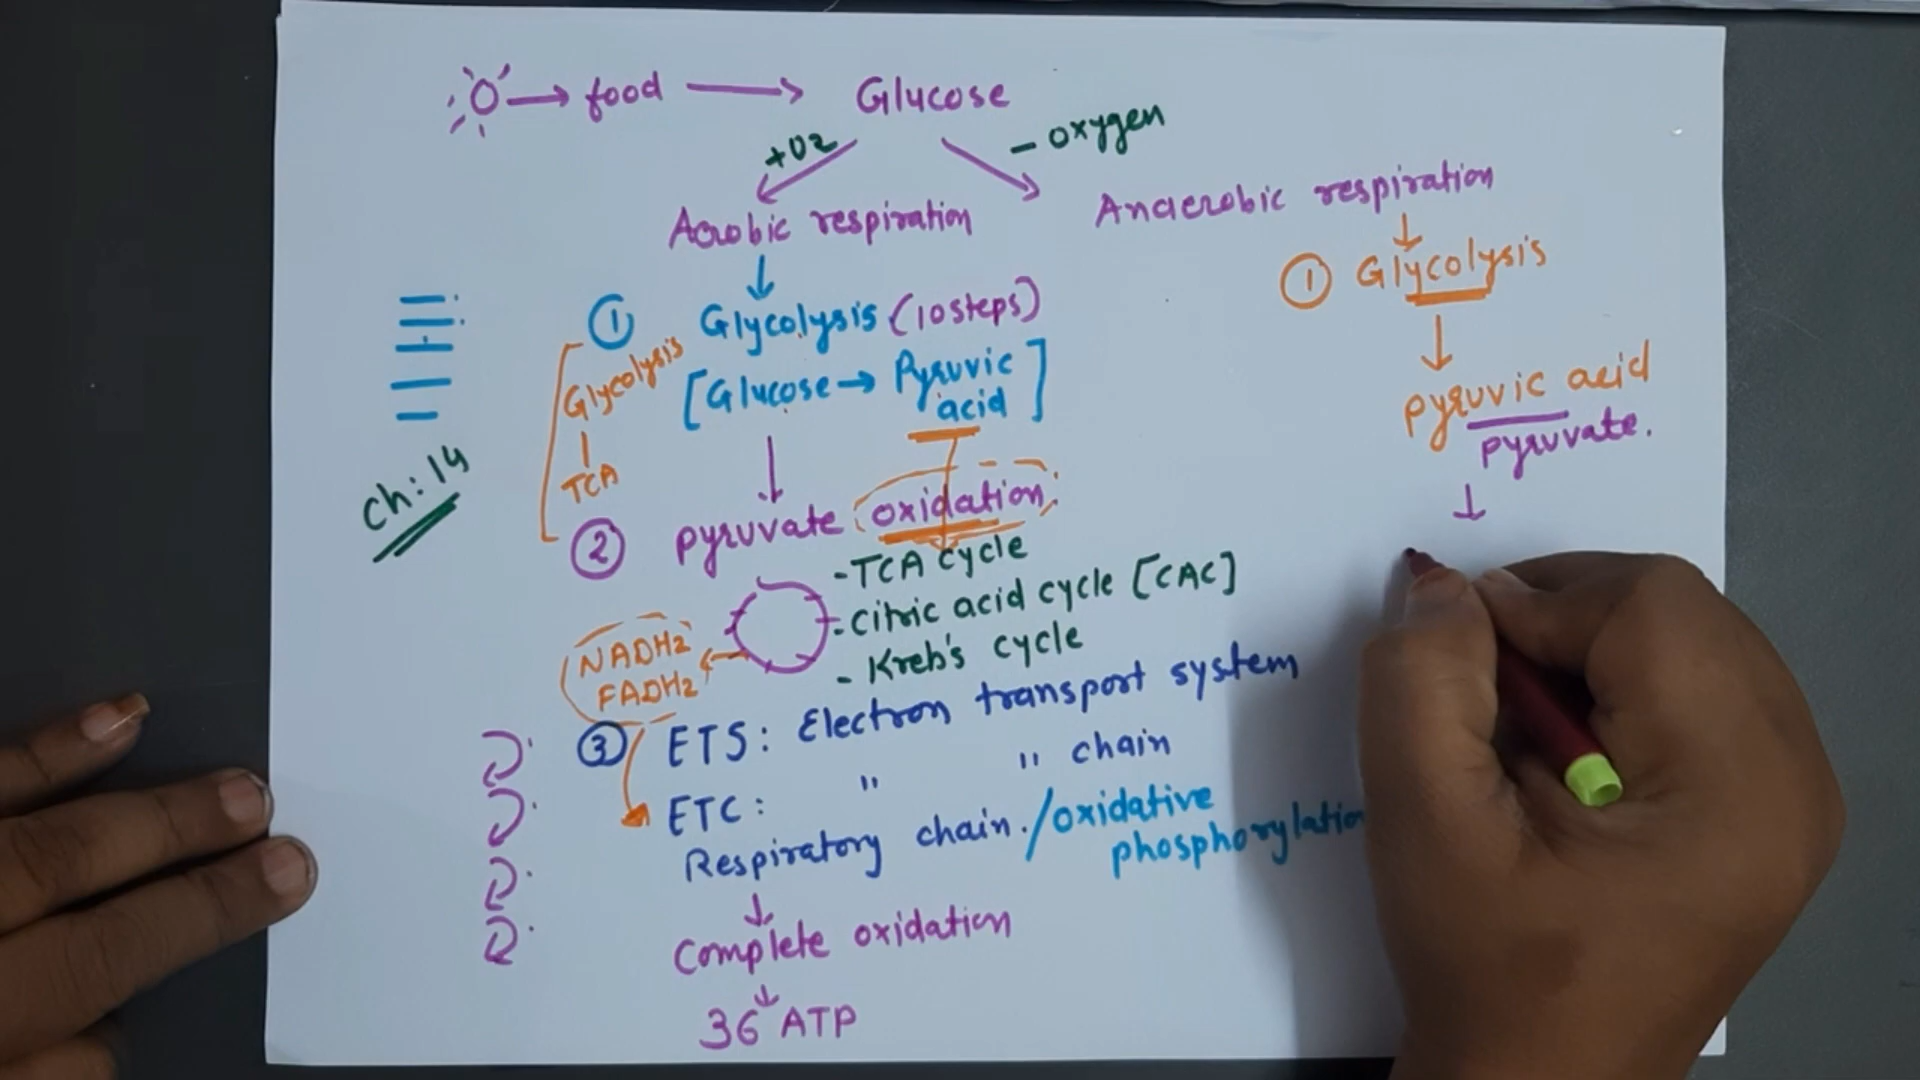 food → Glucose
+O2
- oxygen
Aerobic respiration
Anaerobic respiration
① Glycolysis (10 steps)
[Glucose → Pyruvic acid]
Glycolysis
TCA
Ch: 14
② pyruvate oxidation
- TCA cycle
- Citric acid cycle [CAC]
- Kreb's cycle
NADH2
FADH2
③ ETS: Electron transport system
ETC: " " chain
Respiratory chain. / oxidative phosphorylation
Complete oxidation
36 ATP
① Glycolysis
pyruvic acid
pyruvate.